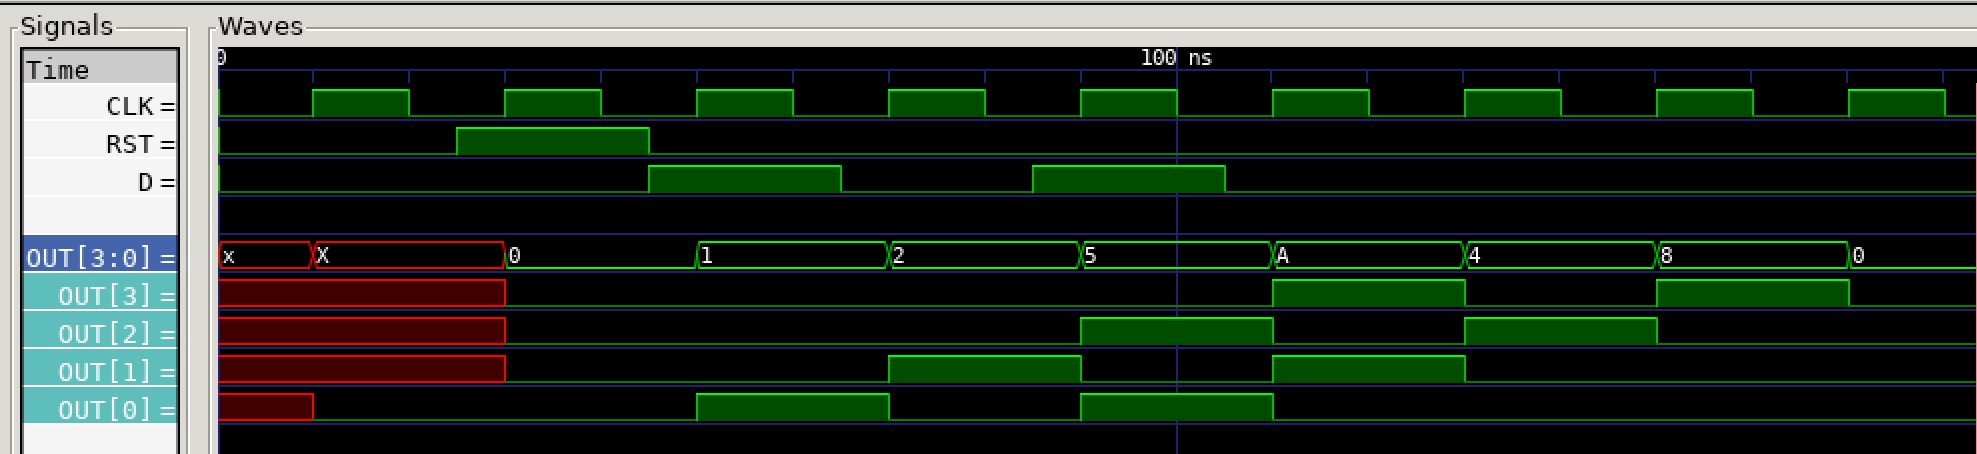 Signals
Waves
Time
0
100 ns
CLK =
RST =
D =
OUT[3:0] =
x X 0 1 2 5 A 4 8 0
OUT[3] =
OUT[2] =
OUT[1] =
OUT[0] =